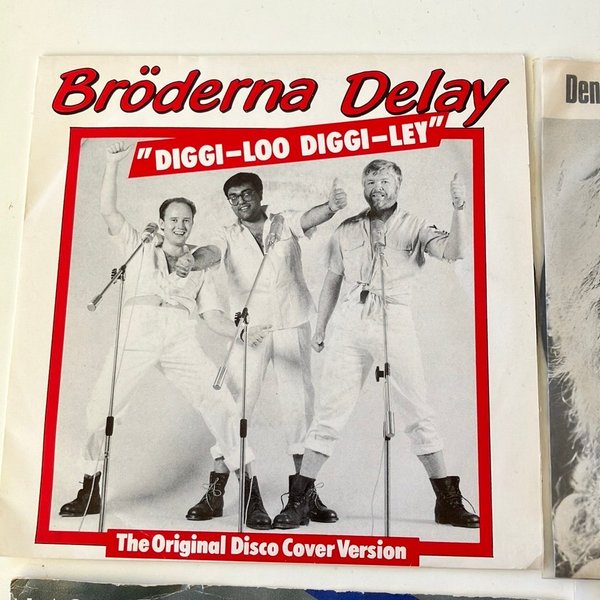 Bröderna Delay
"DIGGI-LOO DIGGI-LEY"
The Original Disco Cover Version
Den